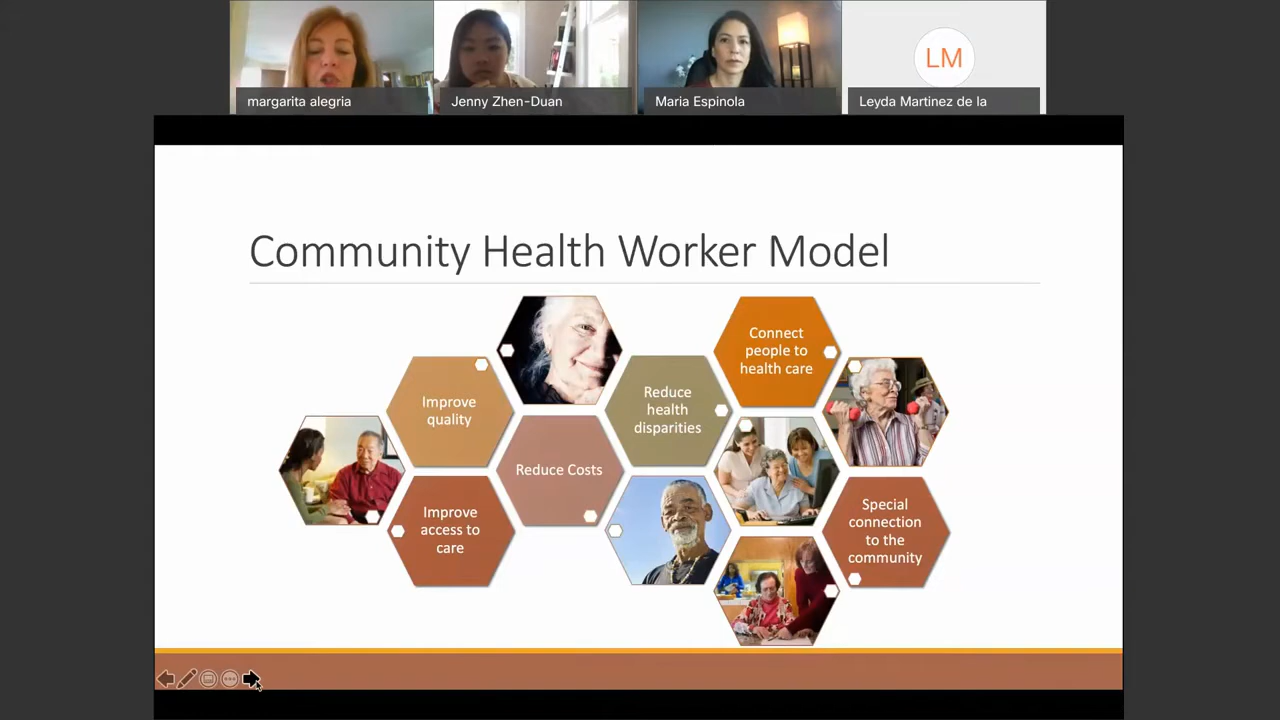 LM
margarita alegria
Jenny Zhen-Duan
Maria Espinola
Leyda Martinez de la
Community Health Worker Model
Improve
quality
Improve
access to
care
Reduce Costs
Reduce
health
disparities
Connect
people to
health care
Special
connection
to the
community